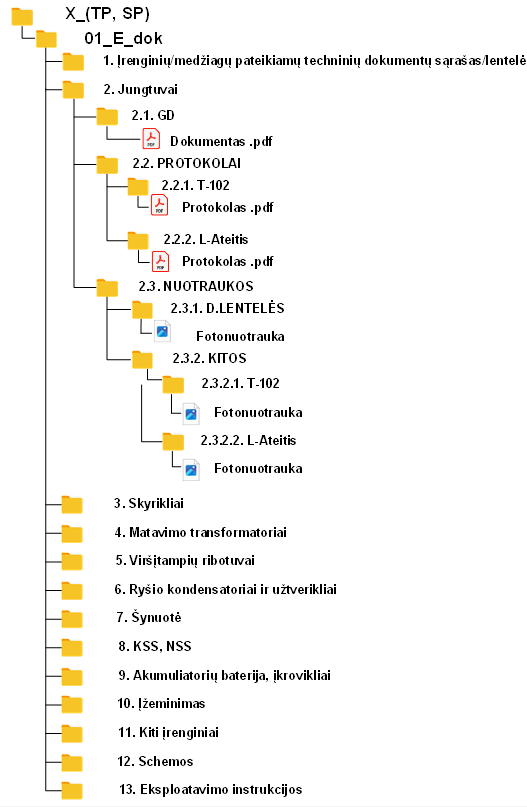 X_(TP, SP)
01_E_dok
1. Įrenginių/medžiagų pateikiamų techninių dokumentų sąrašas/lentelė
2. Jungtuvai
2.1. GD
Dokumentas .pdf
2.2. PROTOKOLAI
2.2.1. T-102
Protokolas .pdf
2.2.2. L-Ateitis
Protokolas .pdf
2.3. NUOTRAUKOS
2.3.1. D.LENTELĖS
Fotonuotrauka
2.3.2. KITOS
2.3.2.1. T-102
Fotonuotrauka
2.3.2.2. L-Ateitis
Fotonuotrauka
3. Skyrikliai
4. Matavimo transformatoriai
5. Viršįtampių ribotuvai
6. Ryšio kondensatoriai ir užtverikliai
7. Šynuotė
8. KSS, NSS
9. Akumuliatorių baterija, įkrovikliai
10. Įžeminimas
11. Kiti įrenginiai
12. Schemos
13. Eksploatavimo instrukcijos